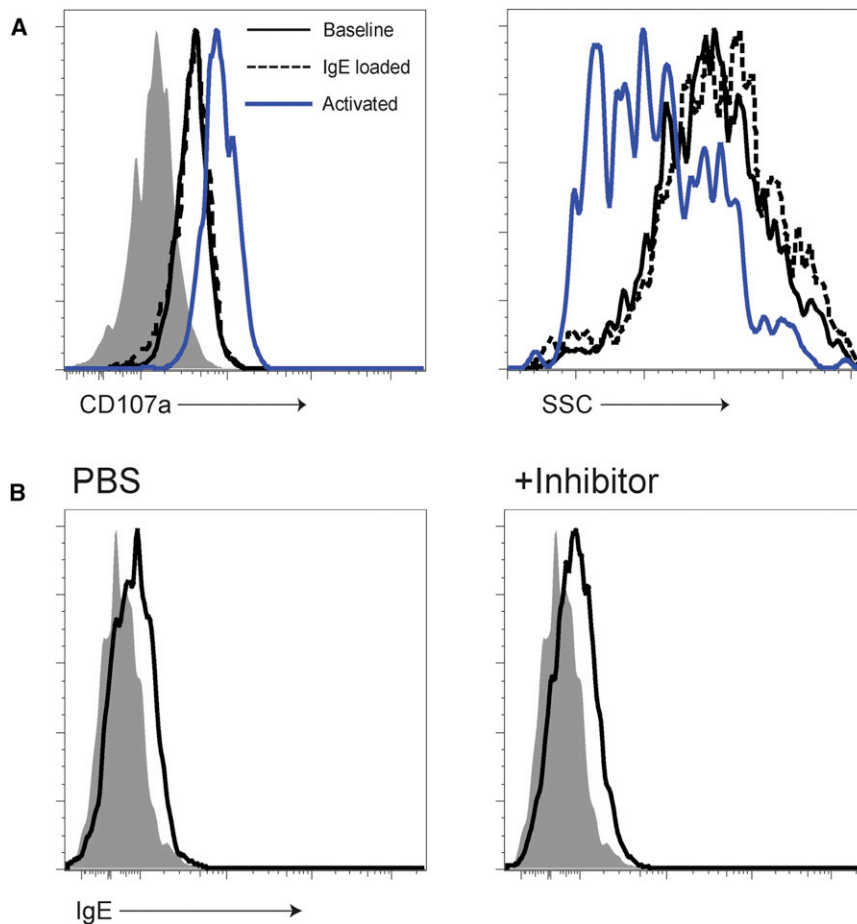 A
Baseline
IgE loaded
Activated
CD107a
SSC
B
PBS
+Inhibitor
IgE